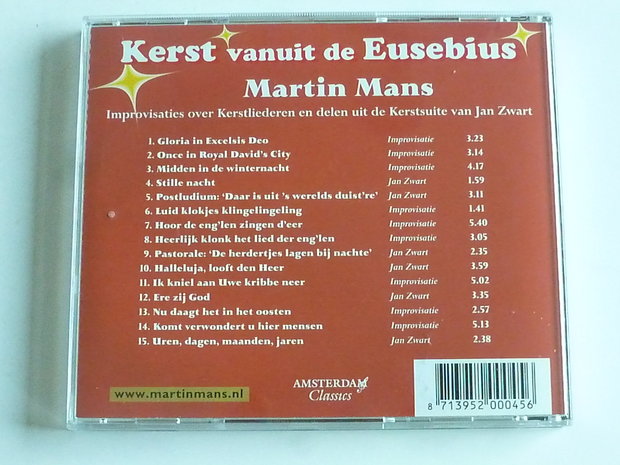 Kerst vanuit de Eusebius
Martin Mans
Improvisaties over Kerstliederen en delen uit de Kerstsuite van Jan Zwart
1. Gloria in Excelsis Deo Improvisatie 3.23
2. Once in Royal David's City Improvisatie 3.14
3. Midden in de winternacht Improvisatie 4.17
4. Stille nacht Jan Zwart 1.59
5. Postludium: 'Daar is uit 's werelds duist're' Jan Zwart 3.11
6. Luid klokjes klingelingeling Improvisatie 1.41
7. Hoor de eng'len zingen d'eer Improvisatie 5.40
8. Heerlijk klonk het lied der eng'len Improvisatie 3.05
9. Pastorale: 'De herdertjes lagen bij nachte' Jan Zwart 2.35
10. Halleluja, looft den Heer Jan Zwart 3.59
11. Ik kniel aan Uwe kribbe neer Improvisatie 5.02
12. Ere zij God Jan Zwart 3.35
13. Nu daagt het in het oosten Improvisatie 2.57
14. Komt verwondert u hier mensen Improvisatie 5.13
15. Uren, dagen, maanden, jaren Jan Zwart 2.38
www.martinmans.nl
AMSTERDAM
Classics
8 713952 000456